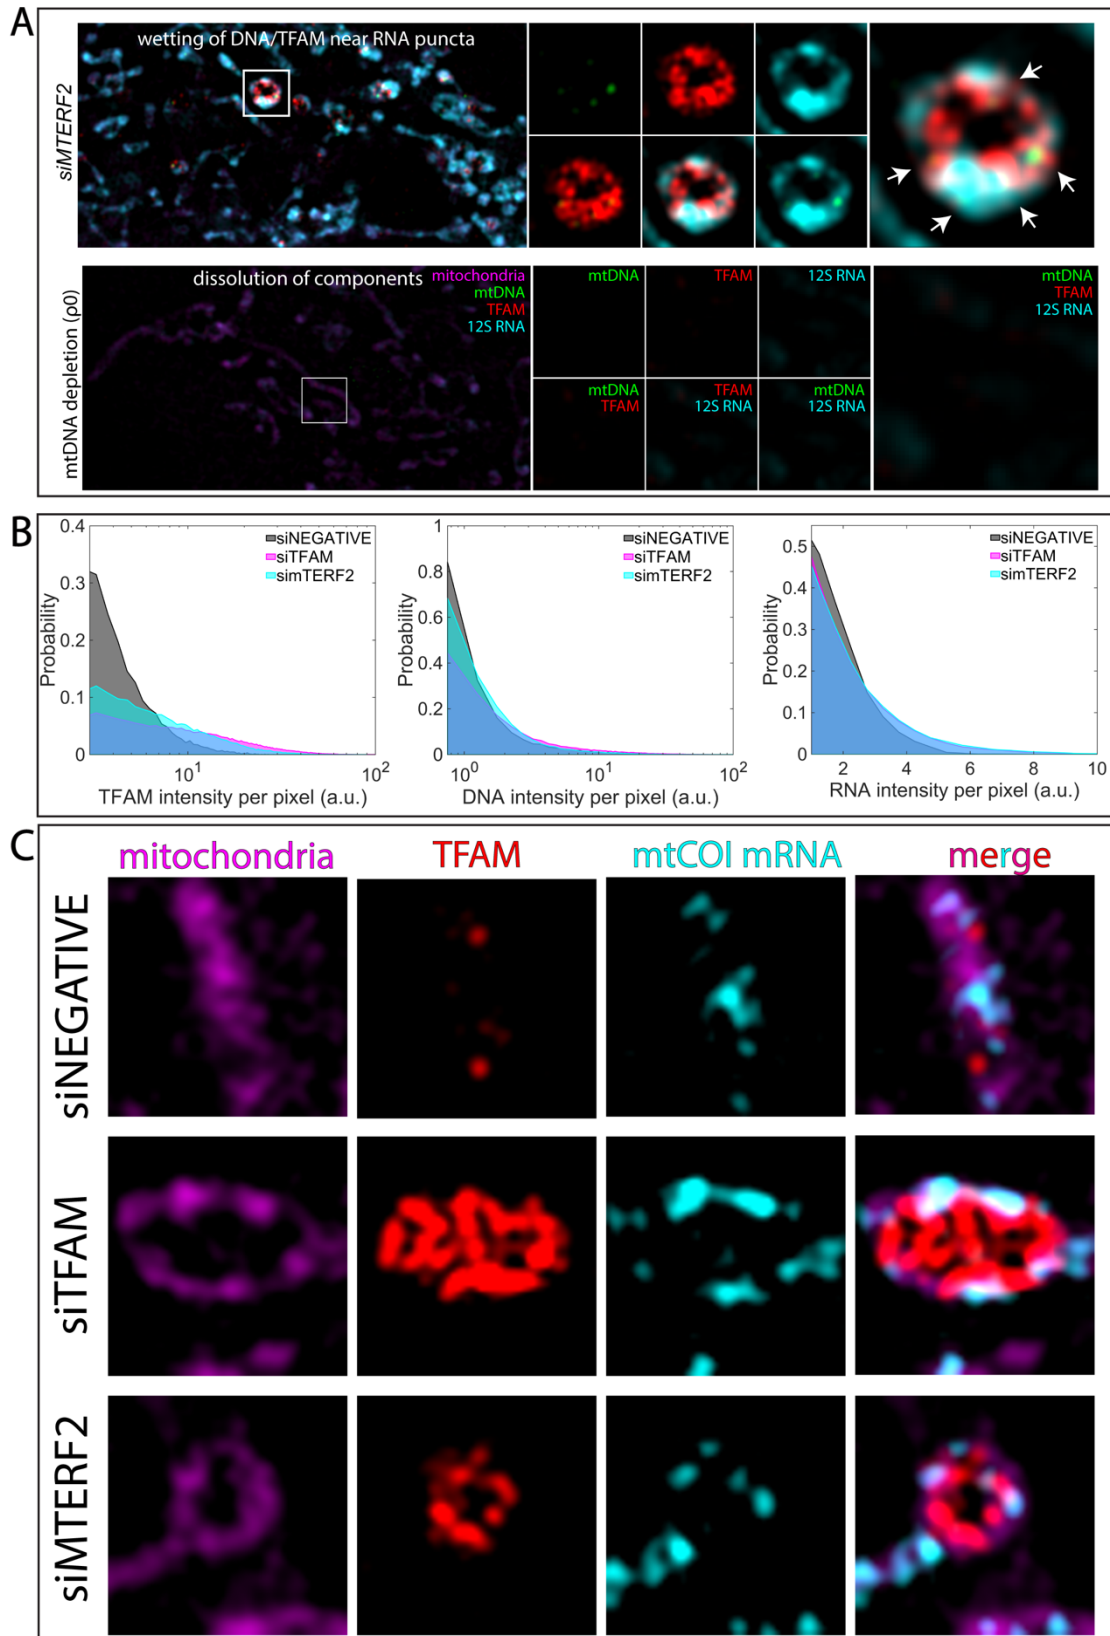 A
siMTERF2
wetting of DNA/TFAM near RNA puncta
mtDNA depletion (ρ0)
dissolution of components
mitochondria
mtDNA
TFAM
12S RNA
mtDNA
TFAM
12S RNA
mtDNA
TFAM
TFAM
12S RNA
mtDNA
12S RNA
mtDNA
TFAM
12S RNA
B
Probability
0.4
0.3
0.2
0.1
0
siNEGATIVE
siTFAM
simTERF2
10¹
10²
TFAM intensity per pixel (a.u.)
Probability
1
0.8
0.6
0.4
0.2
0
siNEGATIVE
siTFAM
simTERF2
10⁰
10¹
10²
DNA intensity per pixel (a.u.)
Probability
0.5
0.4
0.3
0.2
0.1
0
siNEGATIVE
siTFAM
simTERF2
2
4
6
8
10
RNA intensity per pixel (a.u.)
C
mitochondria
TFAM
mtCOI mRNA
merge
siNEGATIVE
siTFAM
siMTERF2